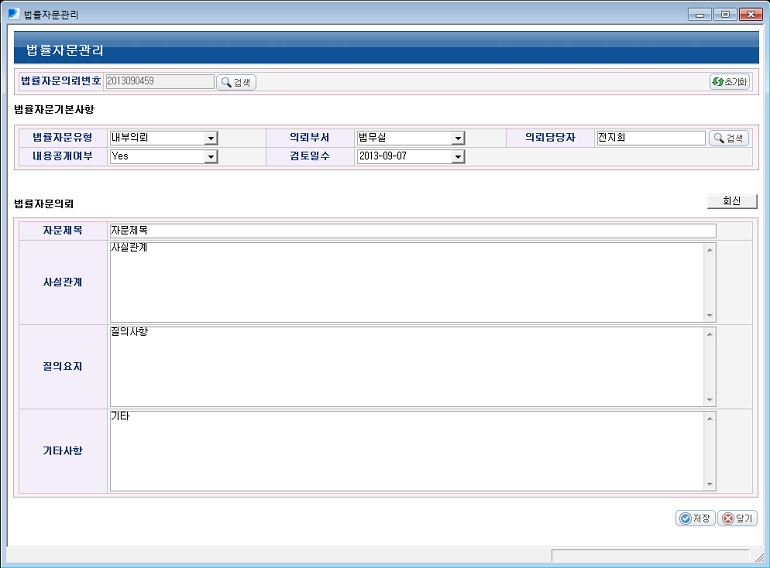 법률자문관리
법률자문관리
법률자문의뢰번호 2013090459 검색 초기화
법률자문기본사항
법률자문유형 내부의뢰 의뢰부서 법무실 의뢰담당자 전지희 검색
내용공개여부 Yes 검토일수 2013-09-07
법률자문의뢰 회신
자문제목 자문제목
사실관계 사실관계
질의요지 질의사항
기타사항 기타
저장 닫기